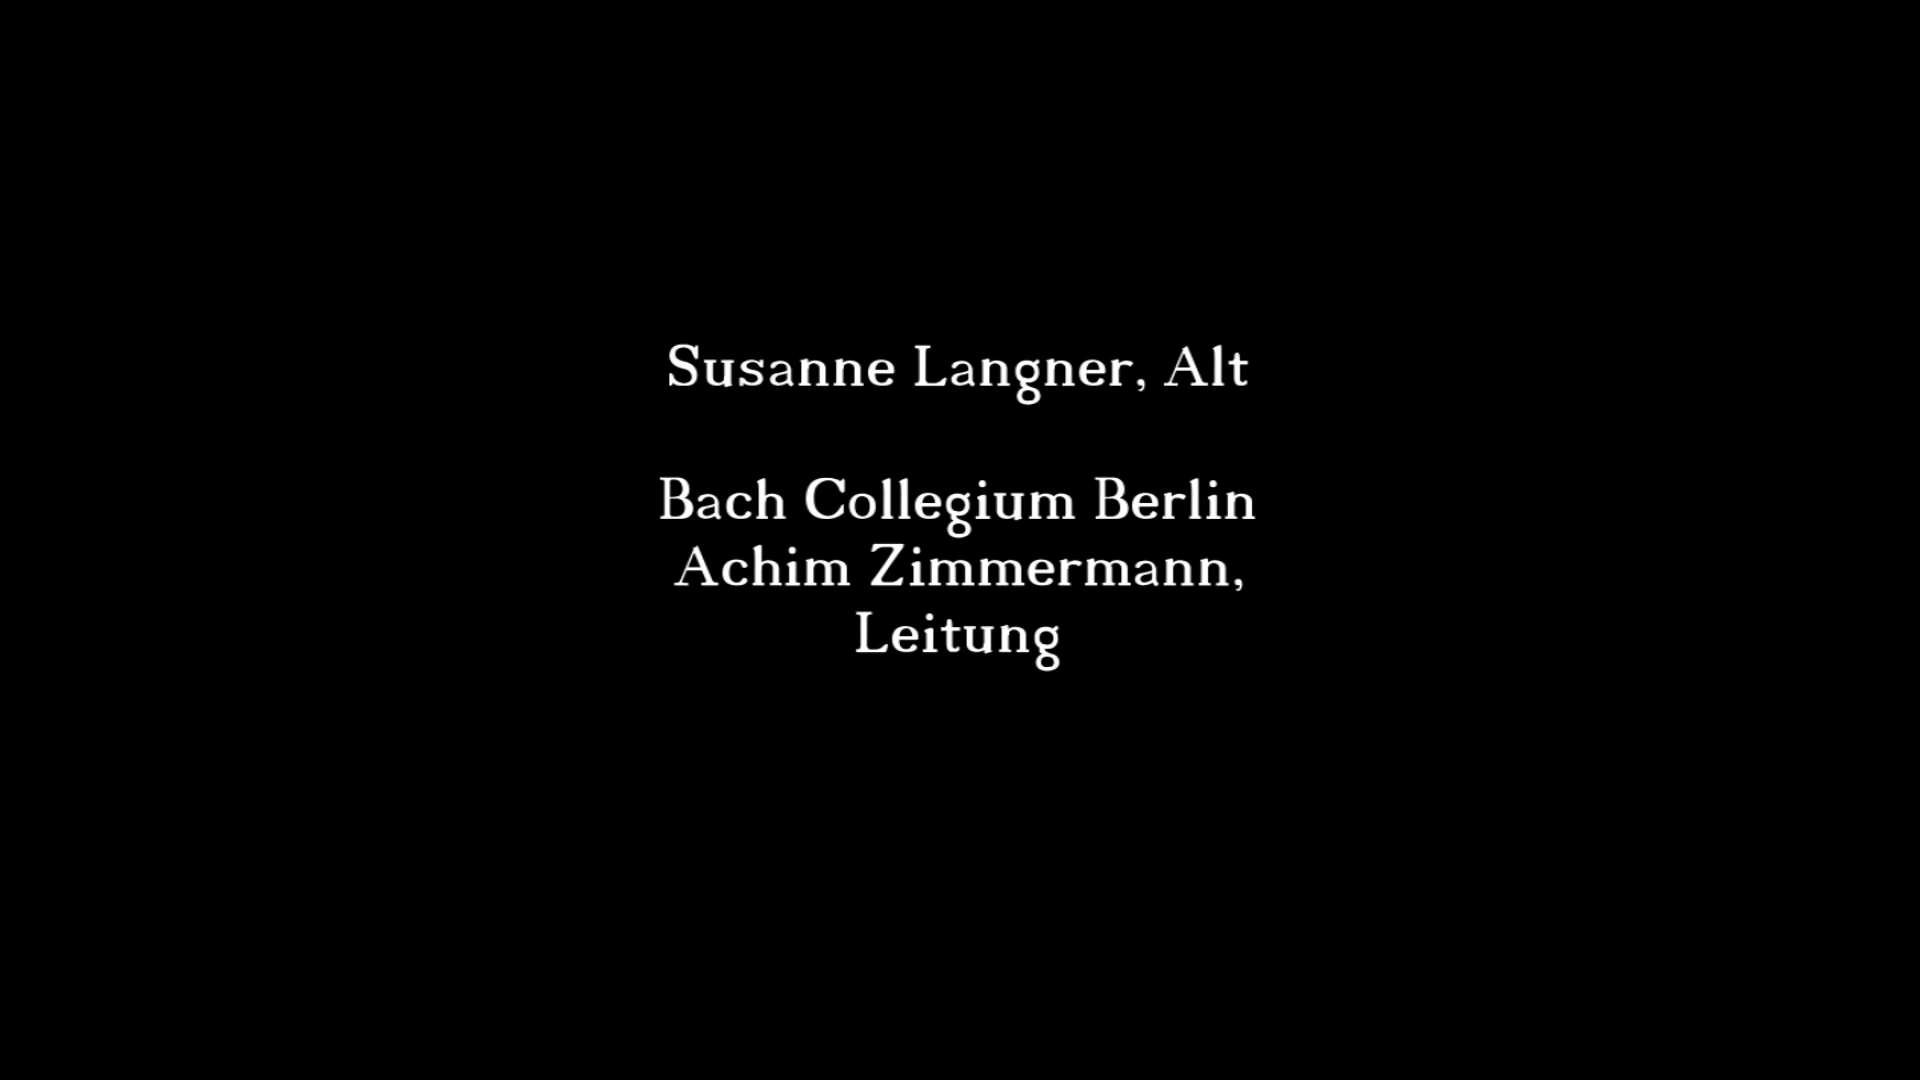 Susanne Langner, Alt
Bach Collegium Berlin
Achim Zimmermann,
Leitung